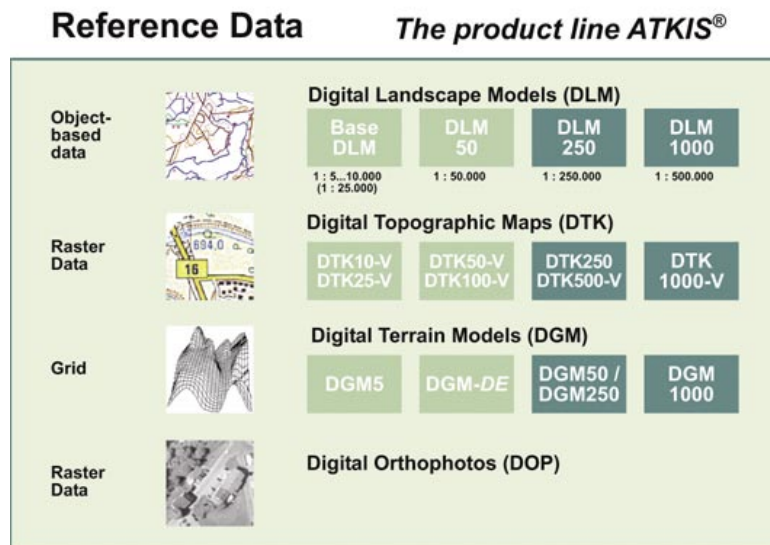 Reference Data The product line ATKIS®
Object-
based
data
Digital Landscape Models (DLM)
Base
DLM
DLM
50
DLM
250
DLM
1000
1 : 5...10.000
(1 : 25.000)
1 : 50.000
1 : 250.000
1 : 500.000
Raster
Data
694,0
16
Digital Topographic Maps (DTK)
DTK10-V
DTK25-V
DTK50-V
DTK100-V
DTK250
DTK500-V
DTK
1000-V
Grid
Digital Terrain Models (DGM)
DGM5
DGM-DE
DGM50 /
DGM250
DGM
1000
Raster
Data
Digital Orthophotos (DOP)